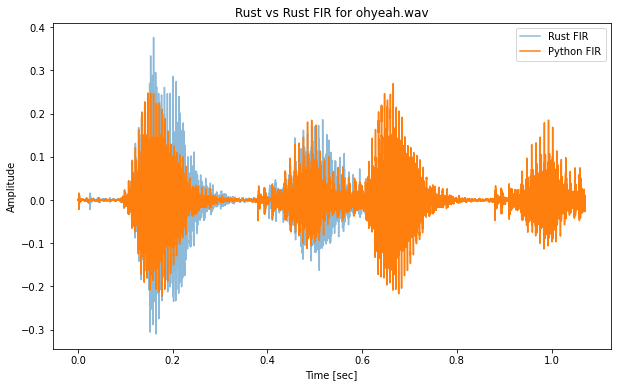 Rust vs Rust FIR for ohyeah.wav
Rust FIR
Python FIR
Amplitude
0.4
0.3
0.2
0.1
0.0
−0.1
−0.2
−0.3
0.0 0.2 0.4 0.6 0.8 1.0
Time [sec]